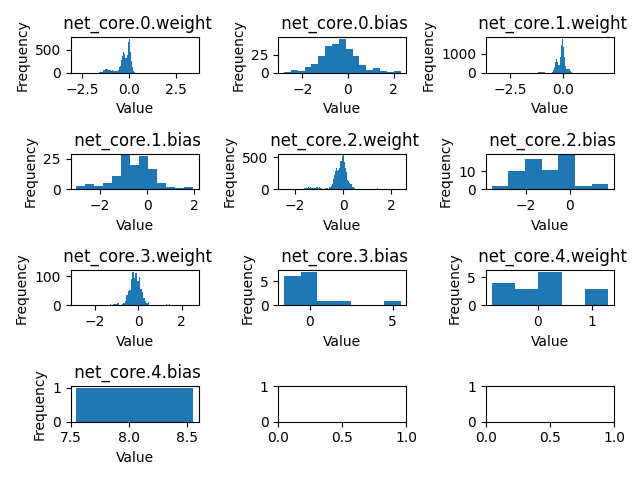 net_core.0.weight
Frequency
500
0
−2.5
0.0
2.5
Value
net_core.0.bias
Frequency
25
0
−2
0
2
Value
net_core.1.weight
Frequency
1000
0
−2.5
0.0
Value
net_core.1.bias
Frequency
25
0
−2
0
2
Value
net_core.2.weight
Frequency
500
0
−2
0
2
Value
net_core.2.bias
Frequency
10
0
−2
0
Value
net_core.3.weight
Frequency
100
0
−2
0
2
Value
net_core.3.bias
Frequency
5
0
0
5
Value
net_core.4.weight
Frequency
5
0
0
1
Value
net_core.4.bias
Frequency
1
0
7.5
8.0
8.5
Value
1
0
0.0
0.5
1.0
1
0
0.0
0.5
1.0